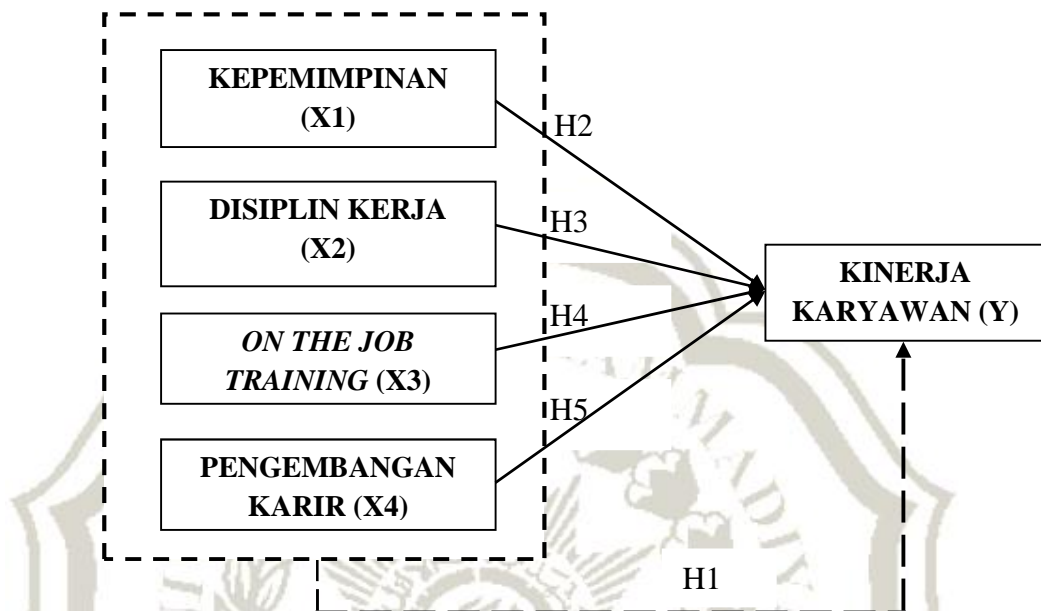 KEPEMIMPINAN
(X1)
H2
DISIPLIN KERJA
(X2)
H3
KINERJA
KARYAWAN (Y)
ON THE JOB
TRAINING (X3)
H4
H5
PENGEMBANGAN
KARIR (X4)
H1